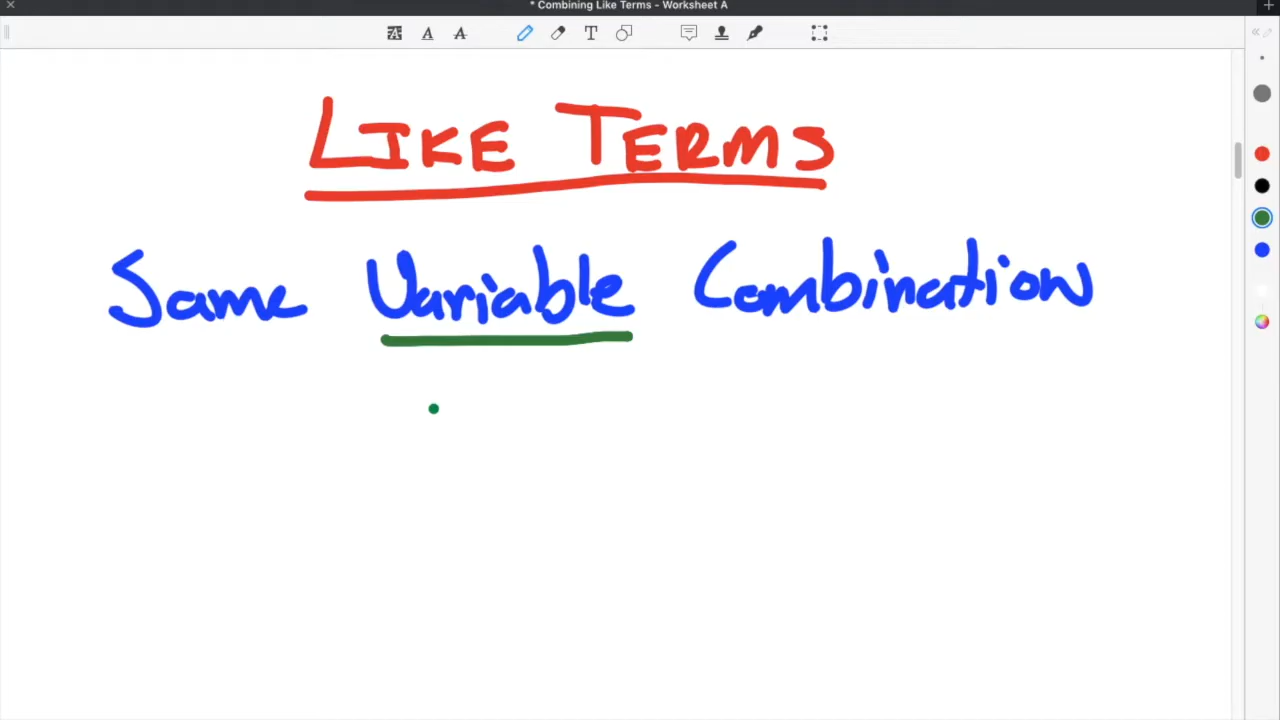 * Combining Like Terms - Worksheet A
A A A T
LIKE TERMS
Same Variable Combination